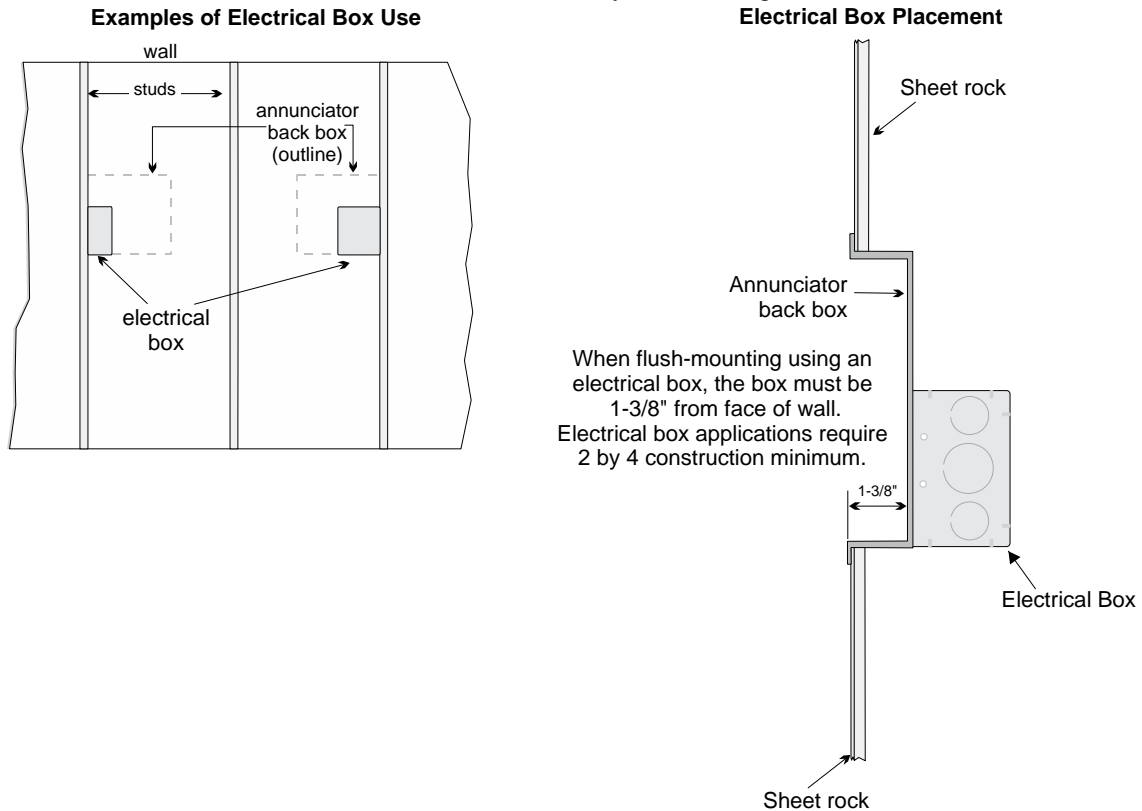 Examples of Electrical Box Use
wall
studs
annunciator
back box
(outline)
electrical
box
Electrical Box Placement
Sheet rock
Annunciator
back box
When flush-mounting using an
electrical box, the box must be
1-3/8" from face of wall.
Electrical box applications require
2 by 4 construction minimum.
1-3/8"
Electrical Box
Sheet rock